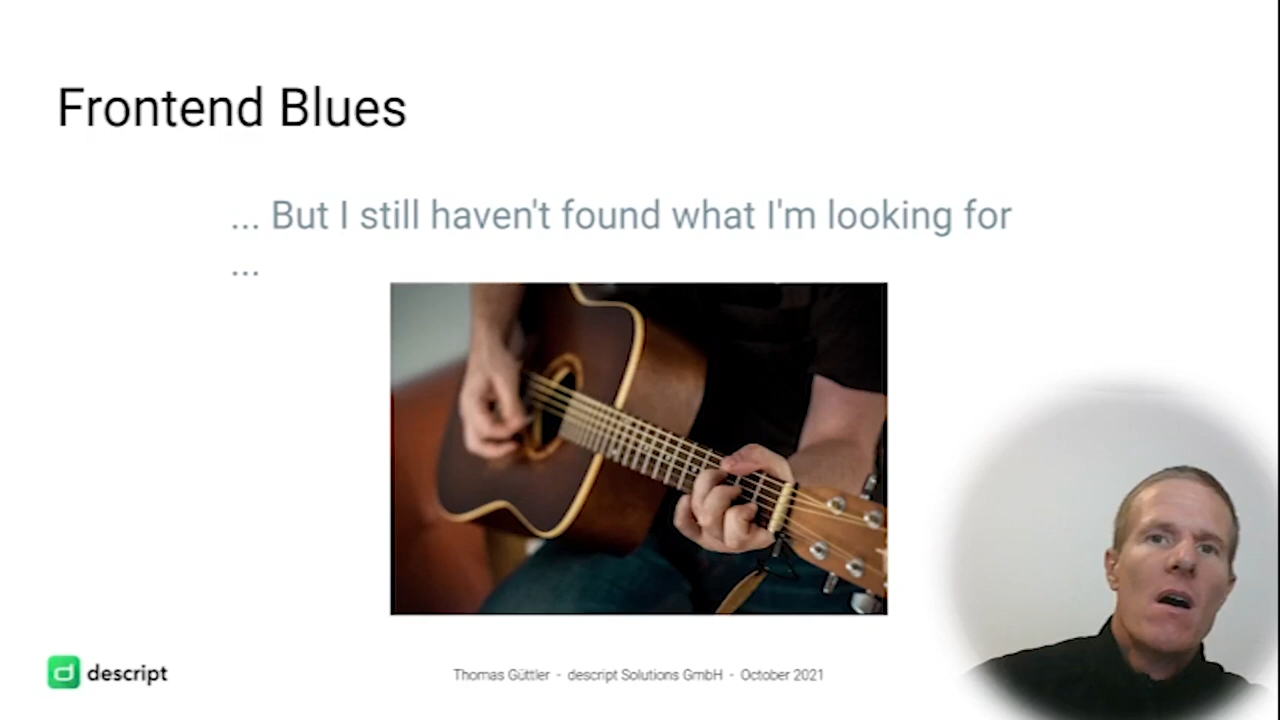 Frontend Blues
... But I still haven't found what I'm looking for
...
descript
Thomas Güttler - descript Solutions GmbH - October 2021